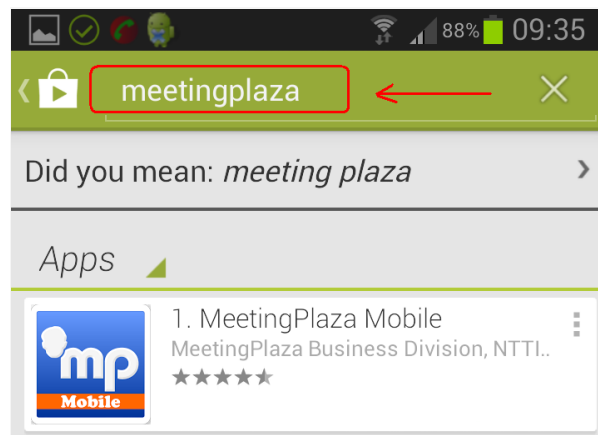 88% 09:35
meetingplaza
Did you mean: meeting plaza
Apps
1. MeetingPlaza Mobile
MeetingPlaza Business Division, NTTI..
mp
Mobile